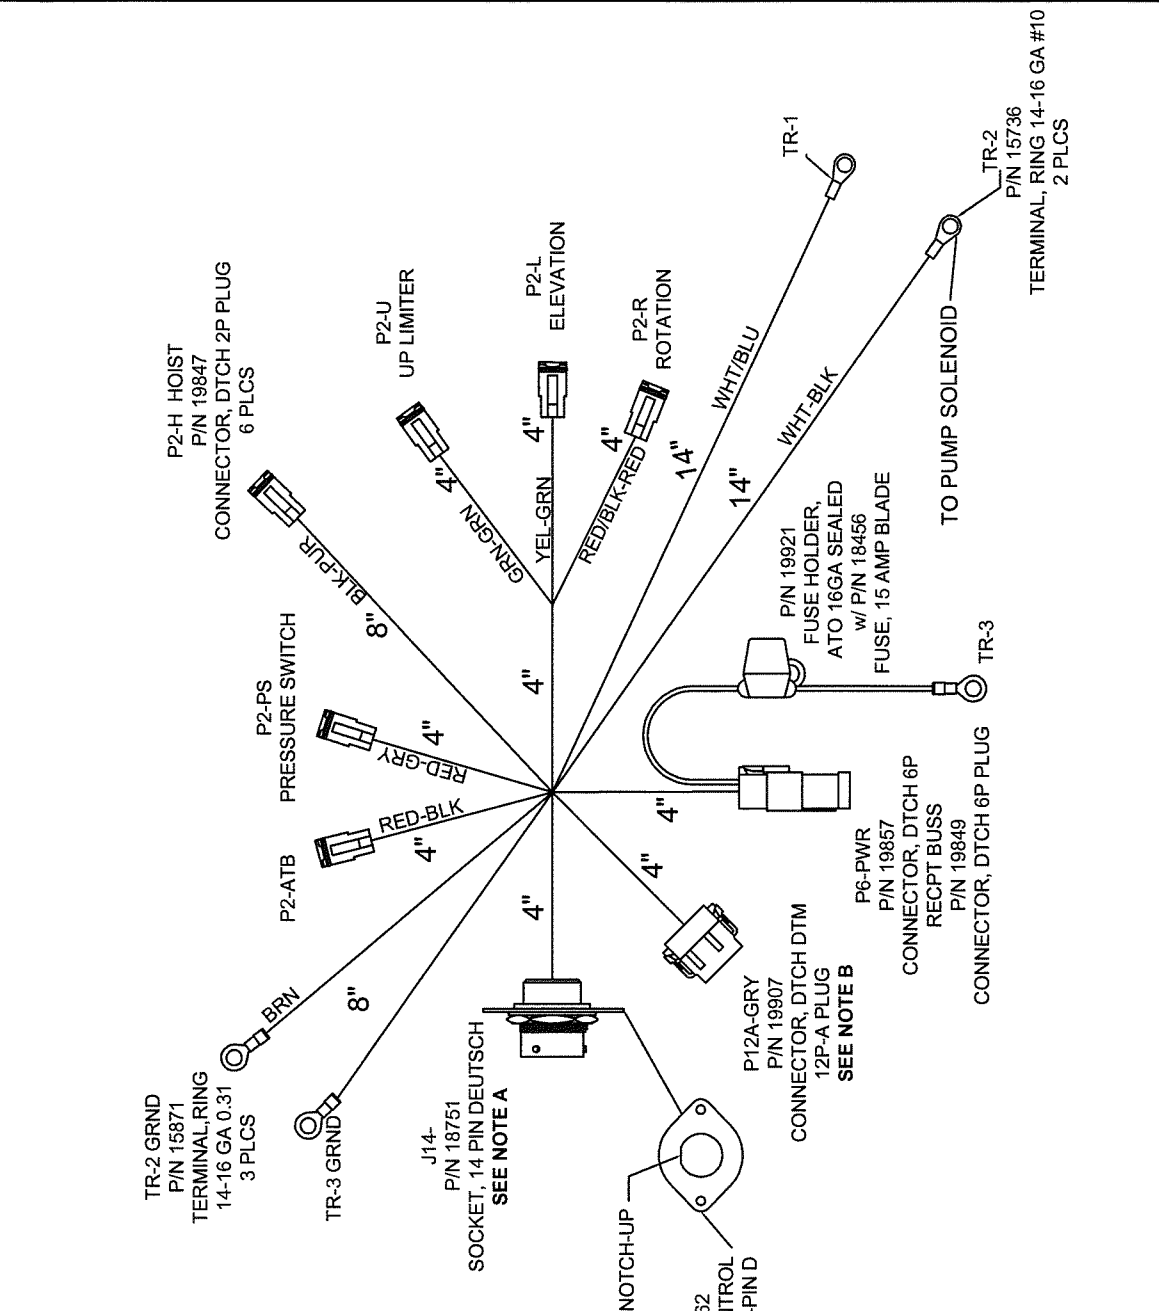 TR-2 GRND
P/N 15871
TERMINAL,RING
14-16 GA 0.31
3 PLCS
BRN
8"
TR-3 GRND
P2-ATB
RED-BLK
4"
P2-PS
PRESSURE SWITCH
RED-GRY
4"
P2-H HOIST
P/N 19847
CONNECTOR, DTCH 2P PLUG
6 PLCS
BLK-PUR
8"
P2-U
UP LIMITER
4"
GRN-GRN
P2-L
ELEVATION
4"
YEL-GRN
P2-R
ROTATION
4"
RED/BLK-RED
4"
TR-1
WHT/BLU
14"
TR-2
P/N 15736
TERMINAL, RING 14-16 GA #10
2 PLCS
WHT-BLK
14"
TO PUMP SOLENOID
P/N 19921
FUSE HOLDER,
ATO 16GA SEALED
w/ P/N 18456
FUSE, 15 AMP BLADE
TR-3
4"
P6-PWR
P/N 19857
CONNECTOR, DTCH 6P
RECPT BUSS
P/N 19849
CONNECTOR, DTCH 6P PLUG
4"
P12A-GRY
P/N 19907
CONNECTOR, DTCH DTM
12P-A PLUG
SEE NOTE B
4"
J14-
P/N 18751
SOCKET, 14 PIN DEUTSCH
SEE NOTE A
NOTCH-UP
62
NTROL
-PIN D